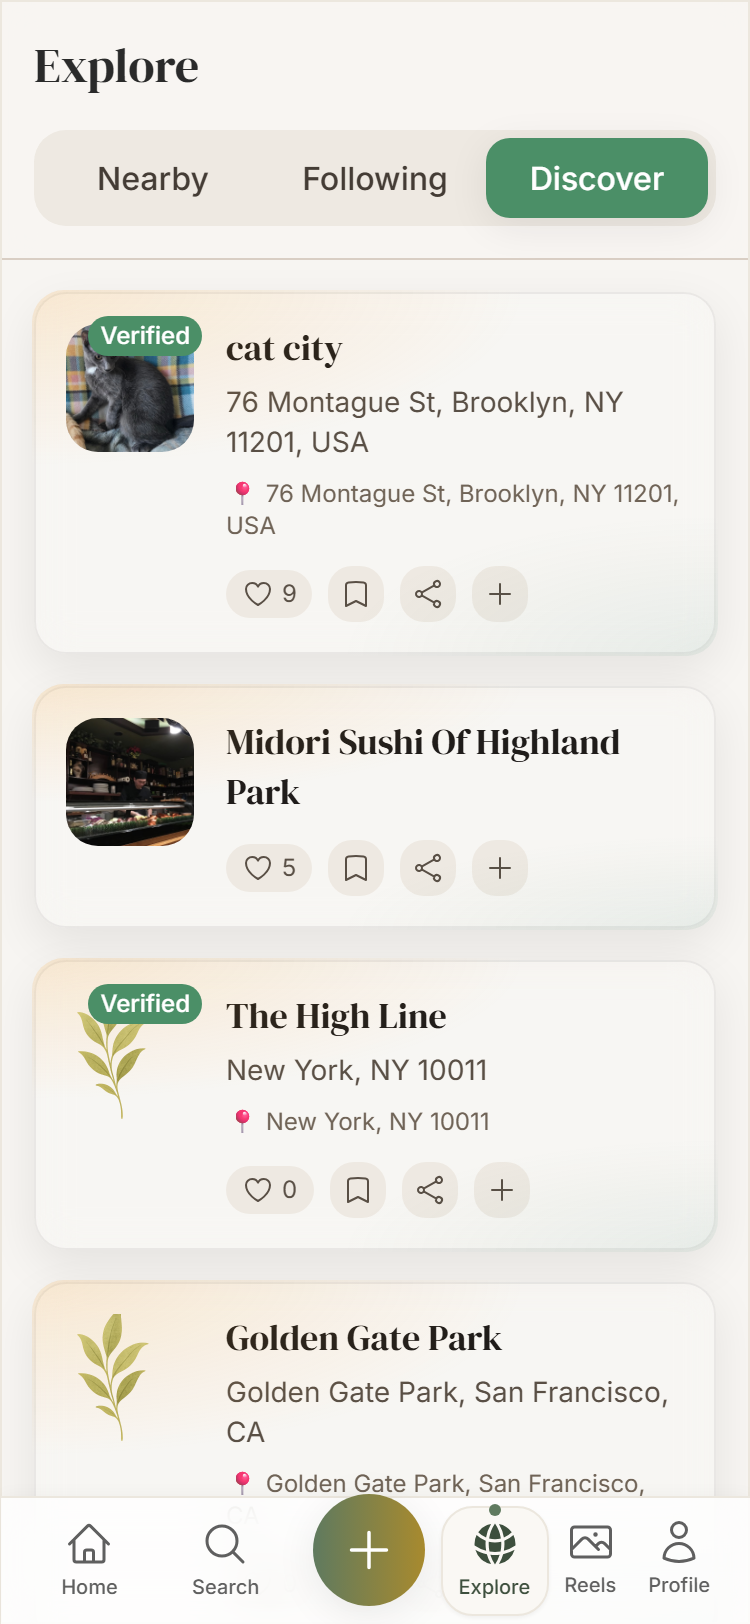 Explore
Nearby
Following
Discover
Verified
cat city
76 Montague St, Brooklyn, NY
11201, USA
📍 76 Montague St, Brooklyn, NY 11201,
USA
9
Midori Sushi Of Highland
Park
5
Verified
The High Line
New York, NY 10011
📍 New York, NY 10011
0
Golden Gate Park
Golden Gate Park, San Francisco,
CA
📍 Golden Gate Park, San Francisco,
CA
Home
Search
Explore
Reels
Profile